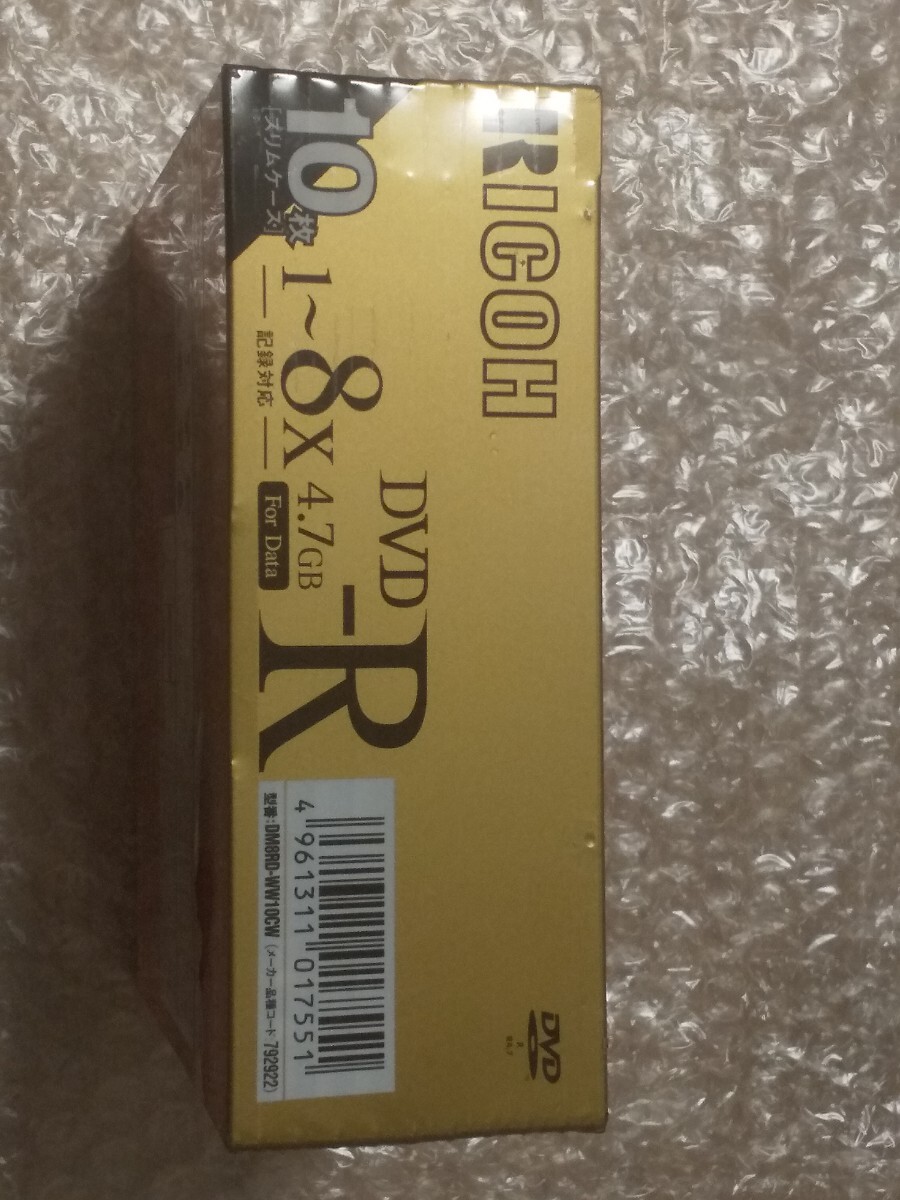 RICOH
10枚
[スリムケース]
1~8X
記録対応
4.7GB
For Data
DVD
-R
4 961311 017551
型番:DM8RD-WW10CW (メーカー品種コード 792922)
DVD
R